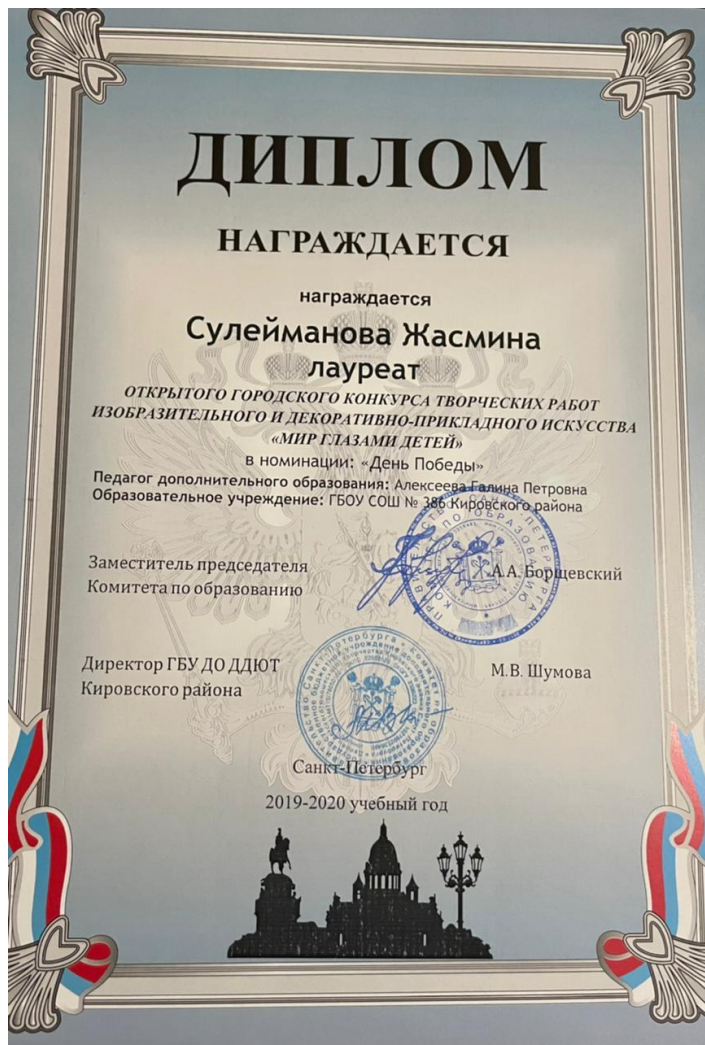 ДИПЛОМ
НАГРАЖДАЕТСЯ
награждается
Сулейманова Жасмина
лауреат
ОТКРЫТОГО ГОРОДСКОГО КОНКУРСА ТВОРЧЕСКИХ РАБОТ
ИЗОБРАЗИТЕЛЬНОГО И ДЕКОРАТИВНО-ПРИКЛАДНОГО ИСКУССТВА
«МИР ГЛАЗАМИ ДЕТЕЙ»
в номинации: «День Победы»
Педагог дополнительного образования: Алексеева Галина Петровна
Образовательное учреждение: ГБОУ СОШ № 386 Кировского района
Заместитель председателя
Комитета по образованию
А.А. Борщевский
Директор ГБУ ДО ДДЮТ
Кировского района
М.В. Шумова
Санкт-Петербург
2019-2020 учебный год